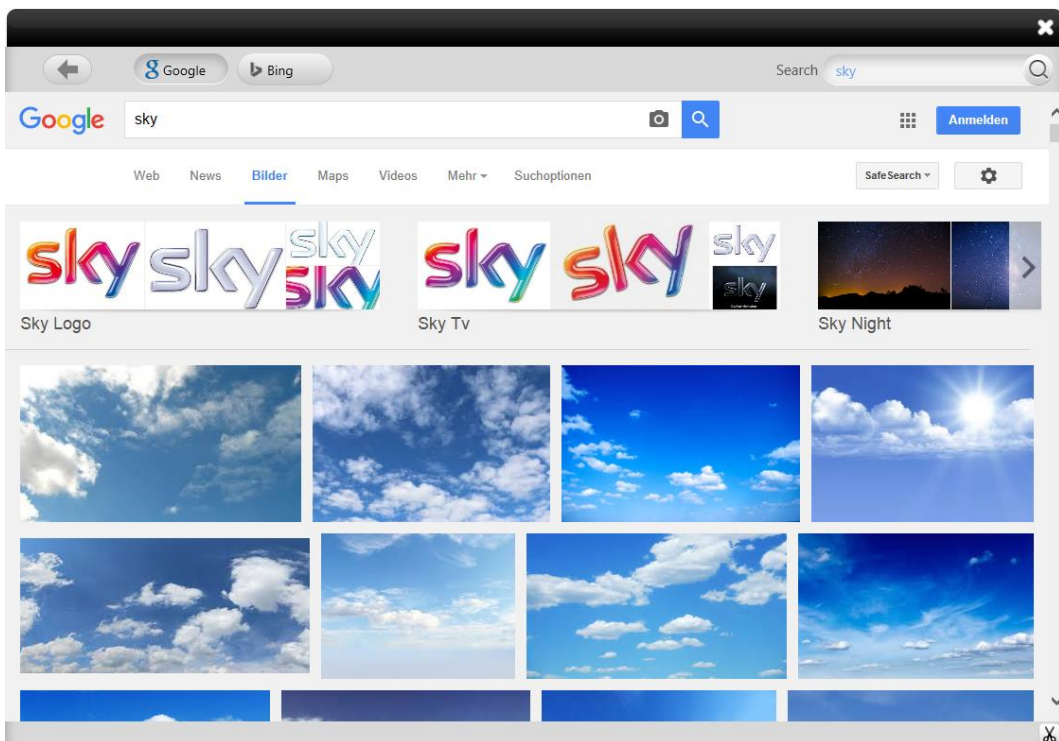 Google Bing Search sky
Google sky Anmelden
Web News Bilder Maps Videos Mehr Suchoptionen SafeSearch
sky sky sky sky sky sky sky sky
Sky Logo Sky Tv Sky Night